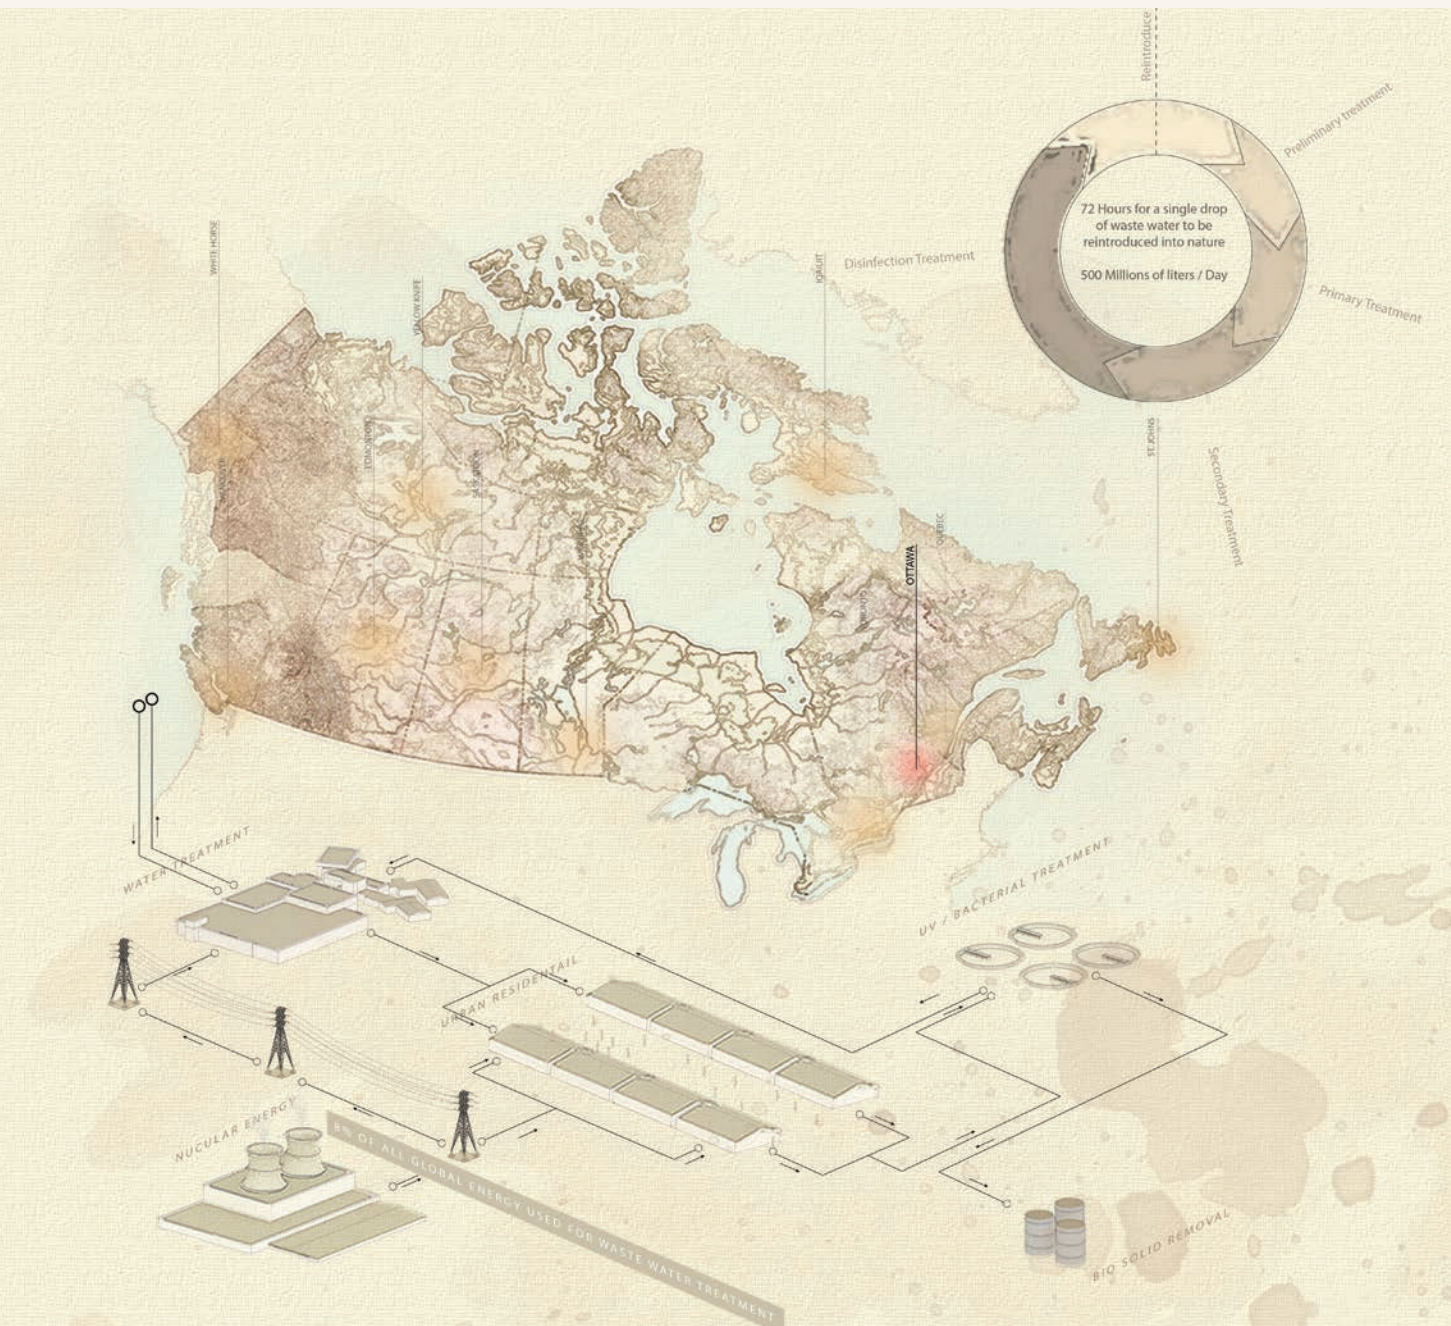 Reintroduce
Preliminary treatment
72 Hours for a single drop
of waste water to be
reintroduced into nature
500 Millions of liters / Day
Disinfection Treatment
Primary Treatment
Secondary Treatment
WHITE HORSE
YELLOW KNIFE
IQALUIT
EDMONTON
ST. JOHNS
QUEBEC
OTTAWA
TORONTO
WATER TREATMENT
UV / BACTERIAL TREATMENT
URBAN RESIDENTAIL
NUCULAR ENERGY
8% OF ALL GLOBAL ENERGY USED FOR WASTE WATER TREATMENT
BIO SOLID REMOVAL